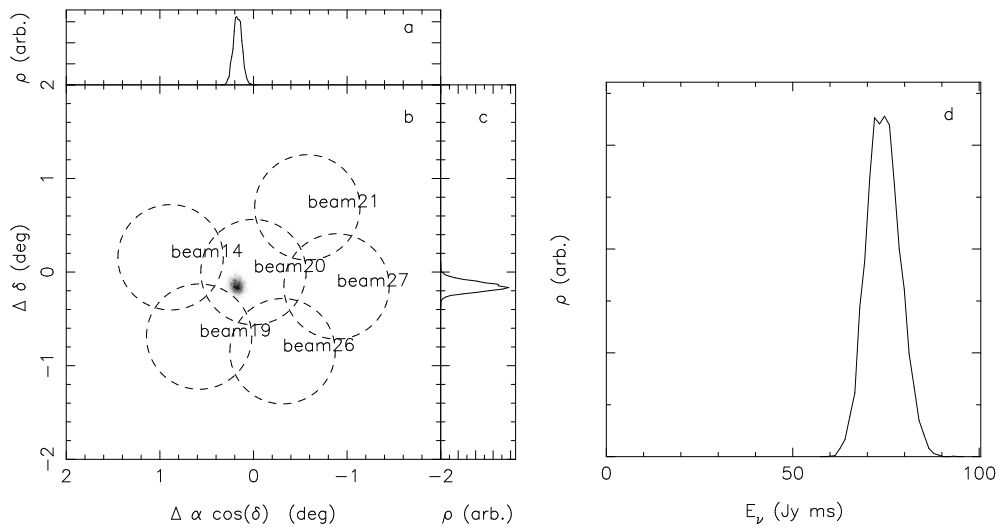 ρ (arb.)
a
2
b
c
d
1
0
−1
−2
Δ δ (deg)
beam21
beam14
beam20
beam27
beam19
beam26
ρ (arb.)
2
1
0
−1
−2
0
50
100
Δ α cos(δ) (deg)
ρ (arb.)
E_ν (Jy ms)